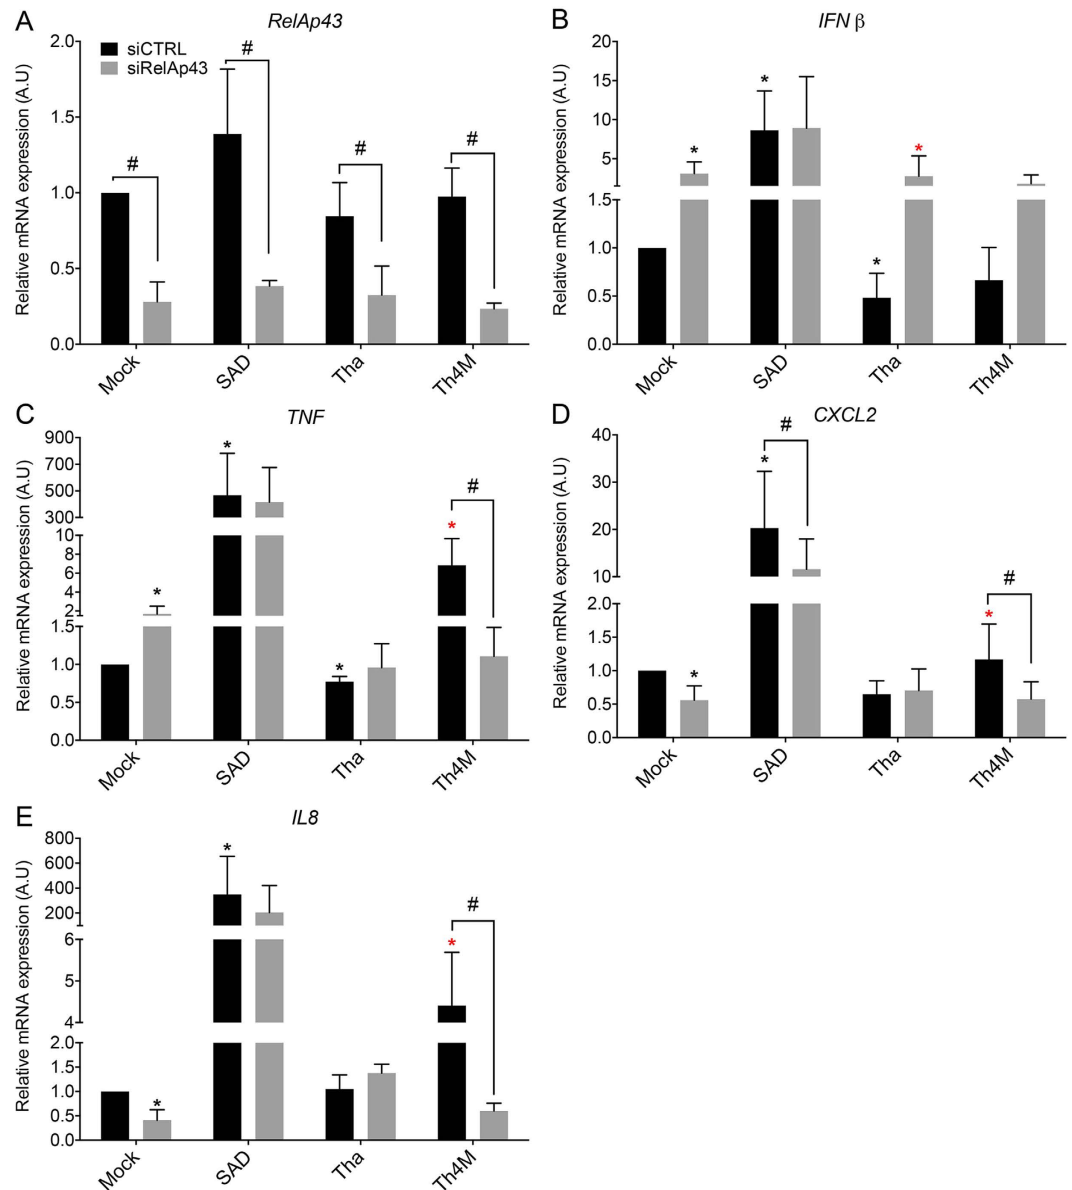 A
RelAp43
Relative mRNA expression (A.U)
2.0
1.5
1.0
0.5
0.0
siCTRL
siRelAp43
#
#
#
#
Mock
SAD
Tha
Th4M
B
IFN β
Relative mRNA expression (A.U)
20
15
10
5
1.5
1.0
0.5
0.0
*
*
*
*
Mock
SAD
Tha
Th4M
C
TNF
Relative mRNA expression (A.U)
900
700
500
300
10
8
6
4
2
1.5
1.0
0.5
0.0
*
*
*
*
#
Mock
SAD
Tha
Th4M
D
CXCL2
Relative mRNA expression (A.U)
40
30
20
10
2.0
1.5
1.0
0.5
0.0
*
*
#
*
#
Mock
SAD
Tha
Th4M
E
IL8
Relative mRNA expression (A.U)
800
600
400
200
6
5
4
2.0
1.5
1.0
0.5
0.0
*
*
*
#
Mock
SAD
Tha
Th4M